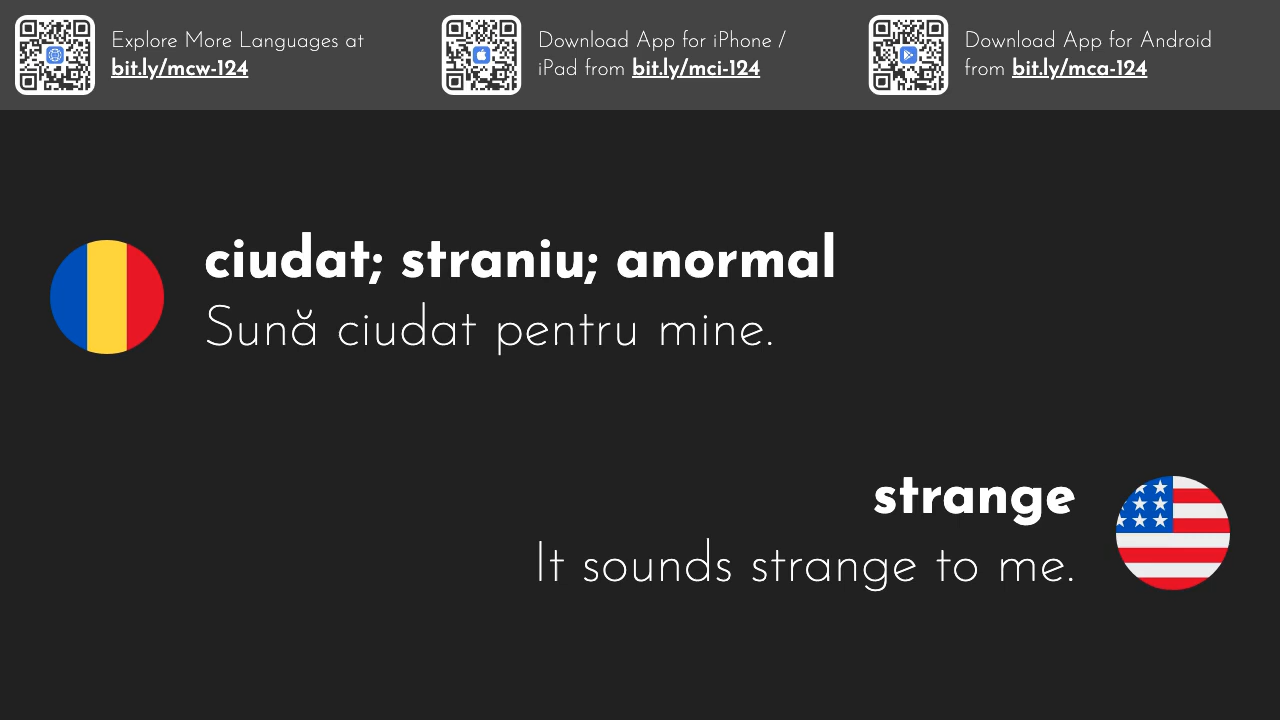 Explore More Languages at
bit.ly/mcw-124
Download App for iPhone /
iPad from bit.ly/mci-124
Download App for Android
from bit.ly/mca-124
ciudat; straniu; anormal
Sună ciudat pentru mine.
strange
It sounds strange to me.